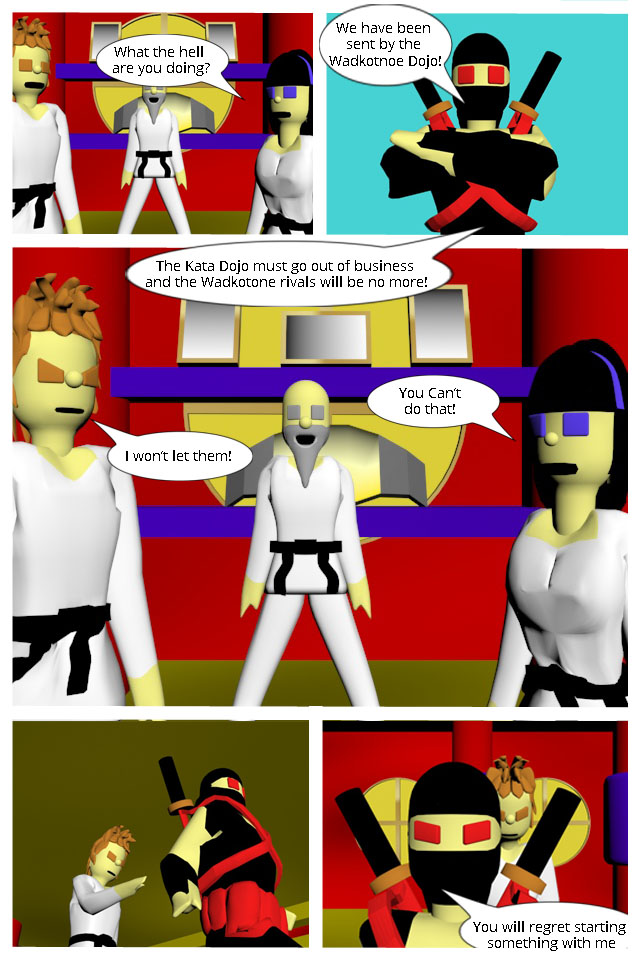 What the hell
are you doing?
We have been
sent by the
Wadkotnoe Dojo!
The Kata Dojo must go out of business
and the Wadkotone rivals will be no more!
You Can't
do that!
I won't let them!
You will regret starting
something with me